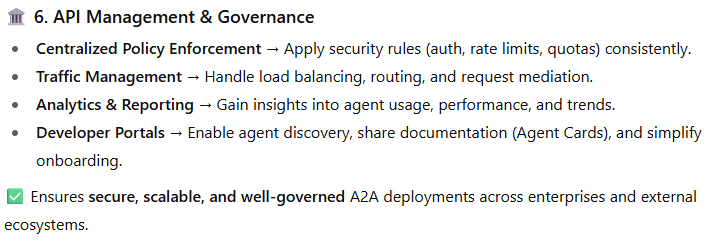 🏛️ 6. API Management & Governance
• Centralized Policy Enforcement → Apply security rules (auth, rate limits, quotas) consistently.
• Traffic Management → Handle load balancing, routing, and request mediation.
• Analytics & Reporting → Gain insights into agent usage, performance, and trends.
• Developer Portals → Enable agent discovery, share documentation (Agent Cards), and simplify
onboarding.
✅ Ensures secure, scalable, and well-governed A2A deployments across enterprises and external
ecosystems.